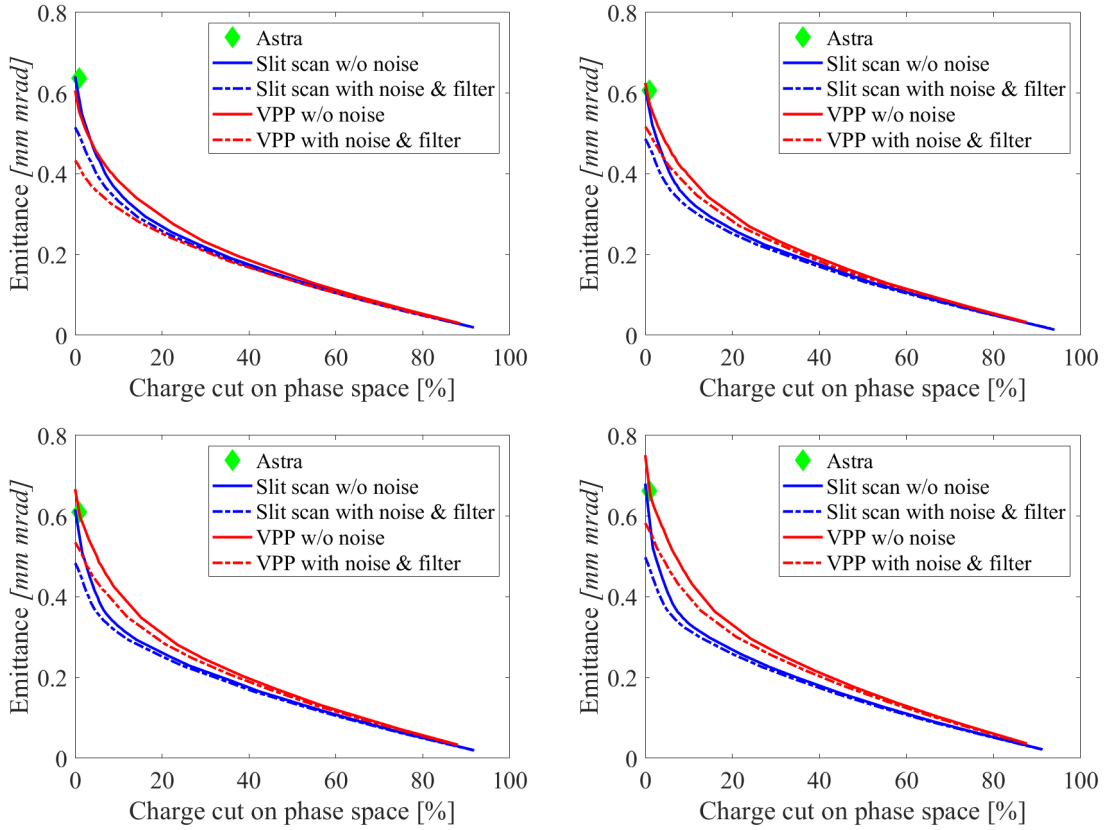 0.8
0.6
0.4
0.2
0
Emittance [mm mrad]
Astra
Slit scan w/o noise
Slit scan with noise & filter
VPP w/o noise
VPP with noise & filter
0 20 40 60 80 100
Charge cut on phase space [%]
0.8
0.6
0.4
0.2
0
Emittance [mm mrad]
Astra
Slit scan w/o noise
Slit scan with noise & filter
VPP w/o noise
VPP with noise & filter
0 20 40 60 80 100
Charge cut on phase space [%]
0.8
0.6
0.4
0.2
0
Emittance [mm mrad]
Astra
Slit scan w/o noise
Slit scan with noise & filter
VPP w/o noise
VPP with noise & filter
0 20 40 60 80 100
Charge cut on phase space [%]
0.8
0.6
0.4
0.2
0
Emittance [mm mrad]
Astra
Slit scan w/o noise
Slit scan with noise & filter
VPP w/o noise
VPP with noise & filter
0 20 40 60 80 100
Charge cut on phase space [%]